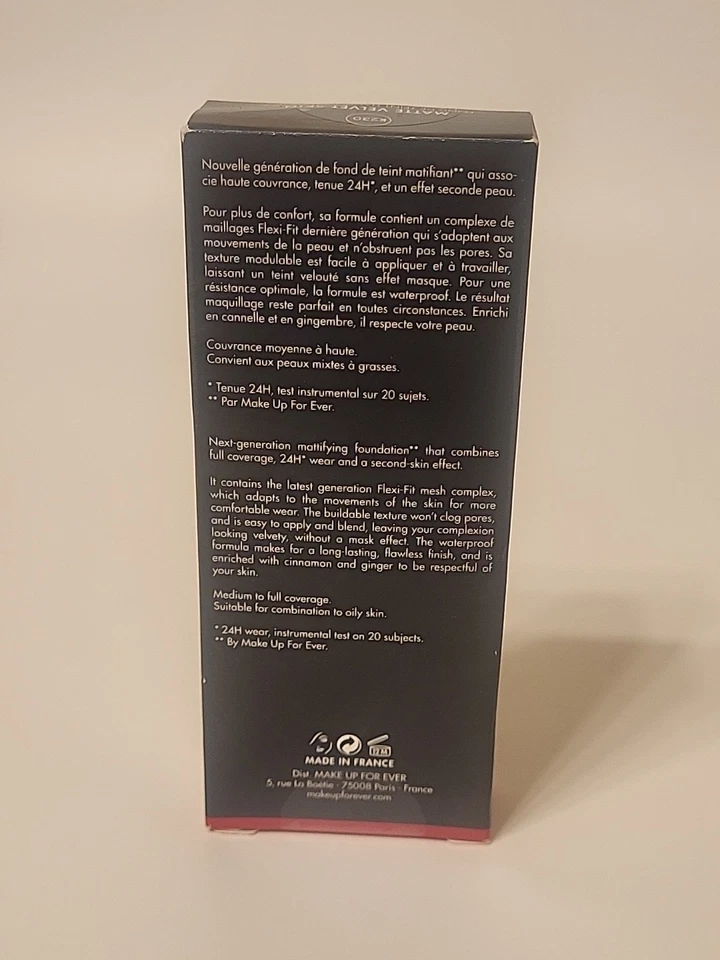 MATTE VELVET SKIN
R230
Nouvelle génération de fond de teint matifiant** qui asso-
cie haute couvrance, tenue 24H*, et un effet seconde peau.
Pour plus de confort, sa formule contient un complexe de
maillages Flexi-Fit dernière génération qui s'adaptent aux
mouvements de la peau et n'obstruent pas les pores. Sa
texture modulable est facile à appliquer et à travailler,
laissant un teint velouté sans effet masque. Pour une
résistance optimale, la formule est waterproof. Le résultat
maquillage reste parfait en toutes circonstances. Enrichi
en cannelle et en gingembre, il respecte votre peau.
Couvrance moyenne à haute.
Convient aux peaux mixtes à grasses.
* Tenue 24H, test instrumental sur 20 sujets.
** Par Make Up For Ever.
Next-generation mattifying foundation** that combines
full coverage, 24H* wear and a second-skin effect.
It contains the latest generation Flexi-Fit mesh complex,
which adapts to the movements of the skin for more
comfortable wear. The buildable texture won't clog pores,
and is easy to apply and blend, leaving your complexion
looking velvety, without a mask effect. The waterproof
formula makes for a long-lasting, flawless finish, and is
enriched with cinnamon and ginger to be respectful of
your skin.
Medium to full coverage.
Suitable for combination to oily skin.
* 24H wear, instrumental test on 20 subjects.
** By Make Up For Ever.
12M
MADE IN FRANCE
Dist. MAKE UP FOR EVER
5, rue La Boétie - 75008 Paris - France
makeupforever.com